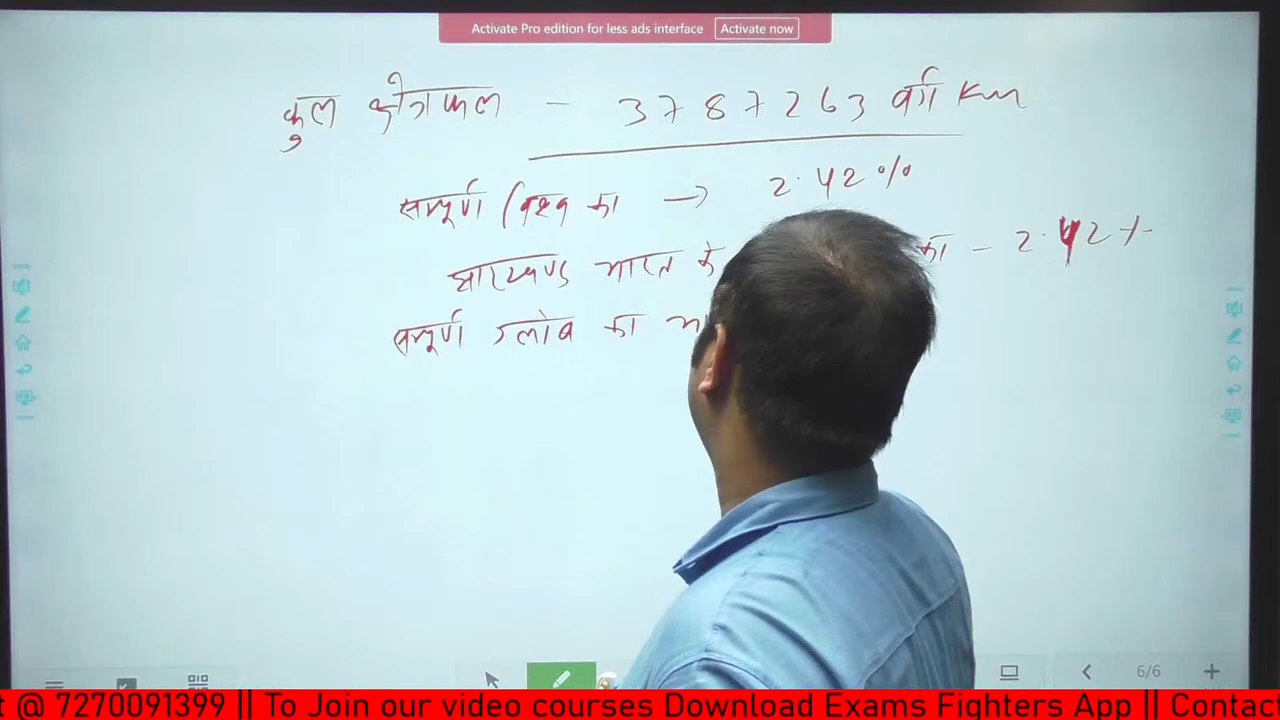 Activate Pro edition for less ads interface Activate now
कुल क्षेत्रफल - 3787263 वर्ग Km
सम्पूर्ण विश्व का → 2.42%
झारखण्ड भारत के का - 2.42%
सम्पूर्ण ग्लोब का
6/6
t @ 7270091399 || To Join our video courses Download Exams Fighters App || Contac